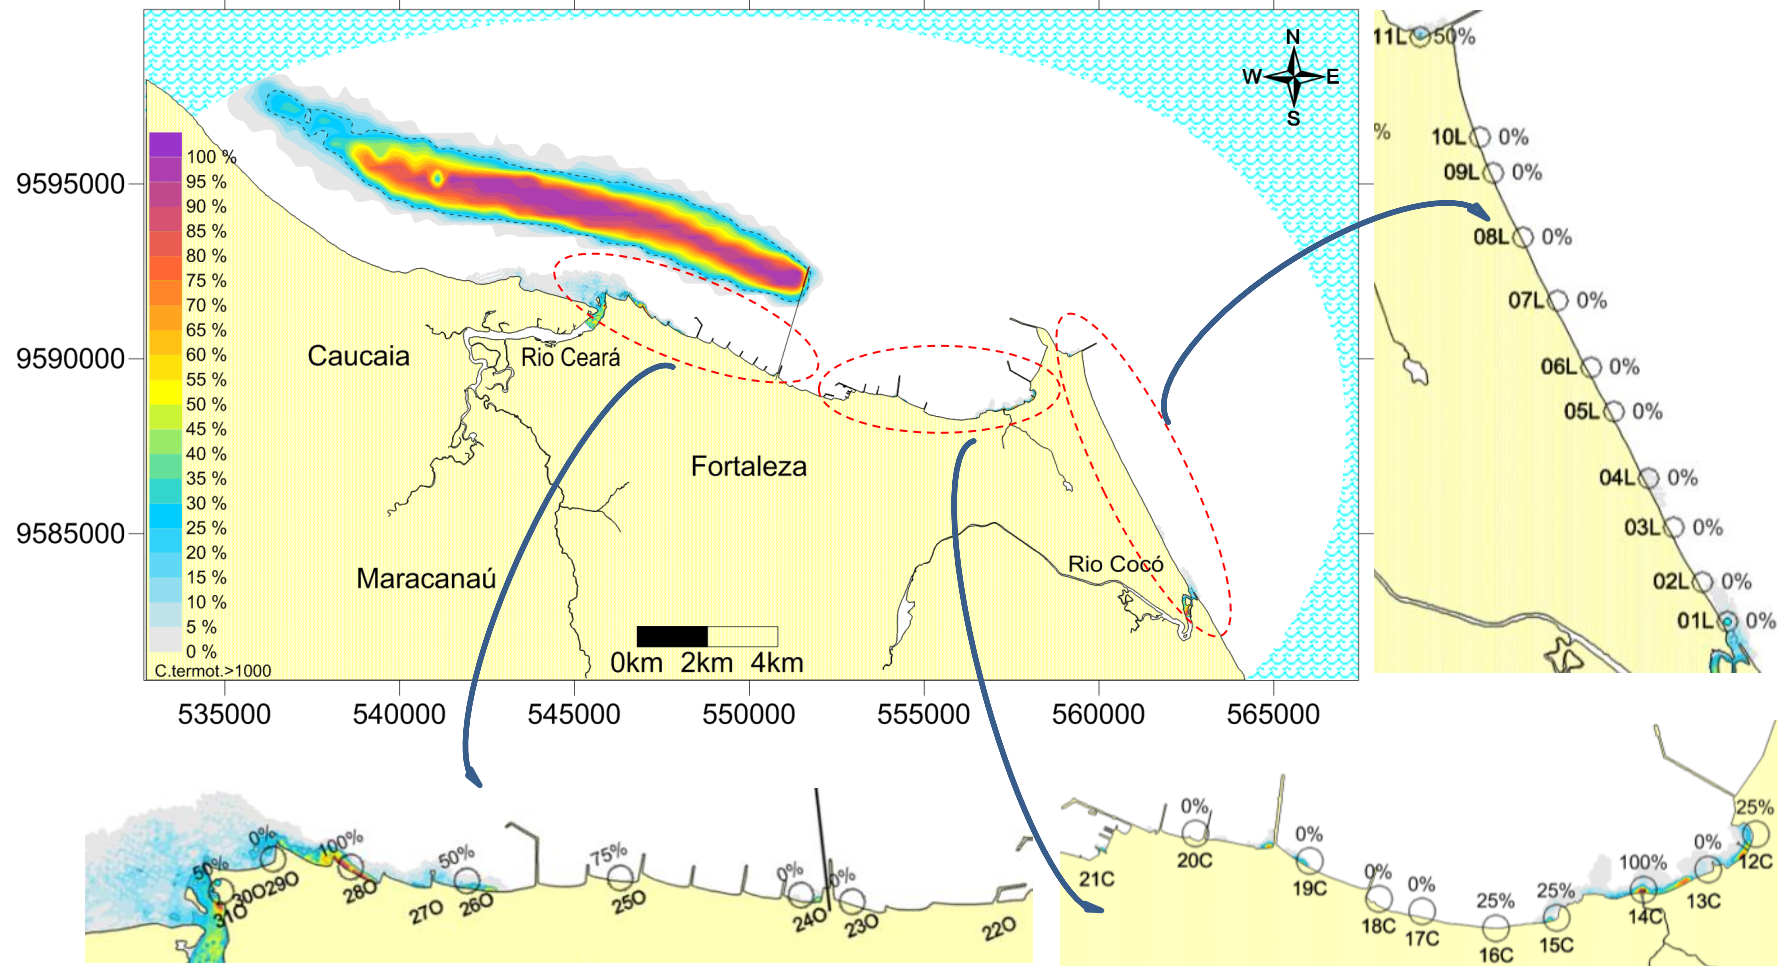 N
W E
S
9595000
9590000
9585000
100 %
95 %
90 %
85 %
80 %
75 %
70 %
65 %
60 %
55 %
50 %
45 %
40 %
35 %
30 %
25 %
20 %
15 %
10 %
5 %
0 %
C.termot.>1000
Caucaia
Rio Ceará
Fortaleza
Maracanaú
Rio Cocó
0km 2km 4km
535000 540000 545000 550000 555000 560000 565000
11L 50%
%
10L 0%
09L 0%
08L 0%
07L 0%
06L 0%
05L 0%
04L 0%
03L 0%
02L 0%
01L 0%
50% 0% 100% 50% 75% 0% 0%
31O 30O 29O 28O 27O 26O 25O 24O 23O 22O
0% 0% 0% 0% 25% 25% 100% 0% 25%
21C 20C 19C 18C 17C 16C 15C 14C 13C 12C